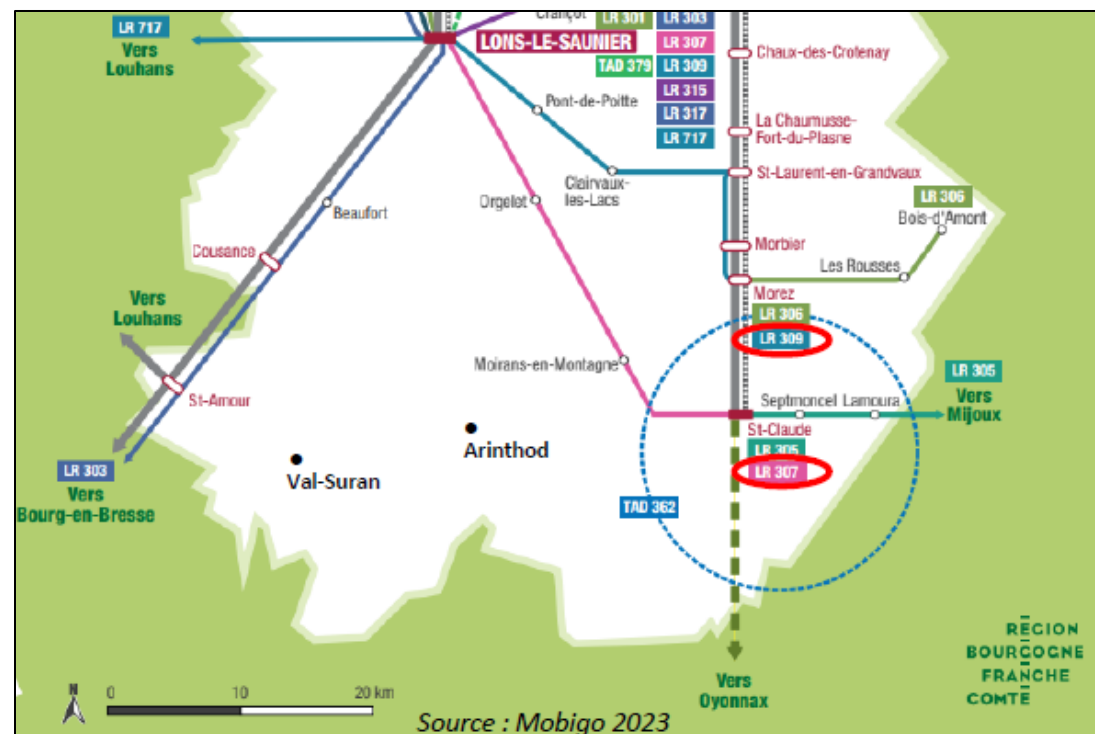 LR 717
Vers
Louhans
Crançot
LR 301
LR 303
LONS-LE-SAUNIER
LR 307
TAD 379
LR 309
LR 315
LR 317
LR 717
Chaux-des-Crotenay
Pont-de-Poitte
La Chaumusse-
Fort-du-Plasne
St-Laurent-en-Grandvaux
Clairvaux-
les-Lacs
Orgelet
Beaufort
LR 306
Bois-d'Amont
Cousance
Morbier
Les Rousses
Morez
LR 306
LR 309
Vers
Louhans
Moirans-en-Montagne
St-Amour
Septmoncel Lamoura
LR 305
Vers
Mijoux
St-Claude
LR 305
LR 307
Arinthod
Val-Suran
LR 303
Vers
Bourg-en-Bresse
TAD 362
Vers
Oyonnax
RÉGION
BOURGOGNE
FRANCHE
COMTÉ
N
0 10 20 km
Source : Mobigo 2023